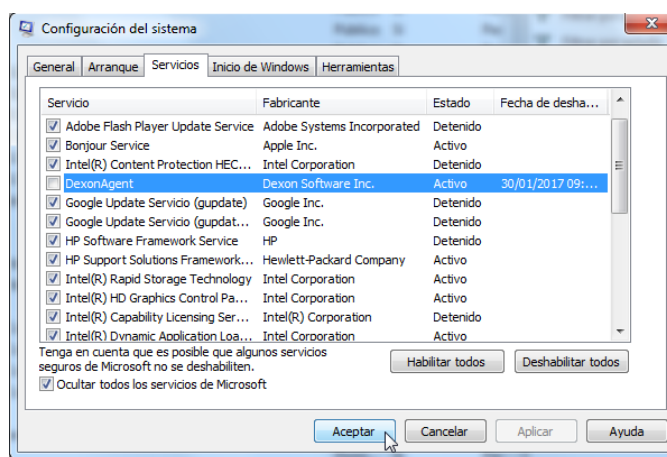 Configuración del sistema
General Arranque Servicios Inicio de Windows Herramientas
Servicio Fabricante Estado Fecha de desha...
Adobe Flash Player Update Service Adobe Systems Incorporated Detenido
Bonjour Service Apple Inc. Activo
Intel(R) Content Protection HEC... Intel Corporation Detenido
DexonAgent Dexon Software Inc. Activo 30/01/2017 09:...
Google Update Servicio (gupdate) Google Inc. Detenido
Google Update Servicio (gupdat... Google Inc. Detenido
HP Software Framework Service HP Detenido
HP Support Solutions Framework... Hewlett-Packard Company Activo
Intel(R) Rapid Storage Technology Intel Corporation Activo
Intel(R) HD Graphics Control Pa... Intel Corporation Activo
Intel(R) Capability Licensing Ser... Intel(R) Corporation Detenido
Intel(R) Dynamic Application Loa... Intel Corporation Activo
Tenga en cuenta que es posible que algunos servicios
seguros de Microsoft no se deshabiliten.
Habilitar todos Deshabilitar todos
Ocultar todos los servicios de Microsoft
Aceptar Cancelar Aplicar Ayuda